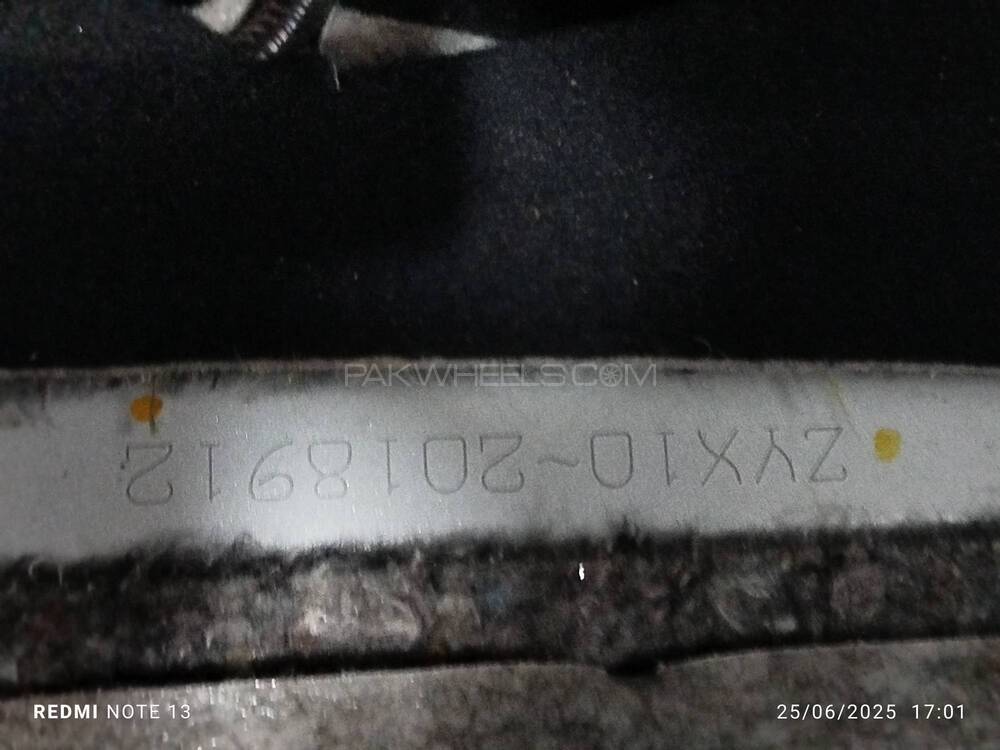 PAKWHEELS.COM
ZYX10-2018912
REDMI NOTE 13
25/06/2025 17:01